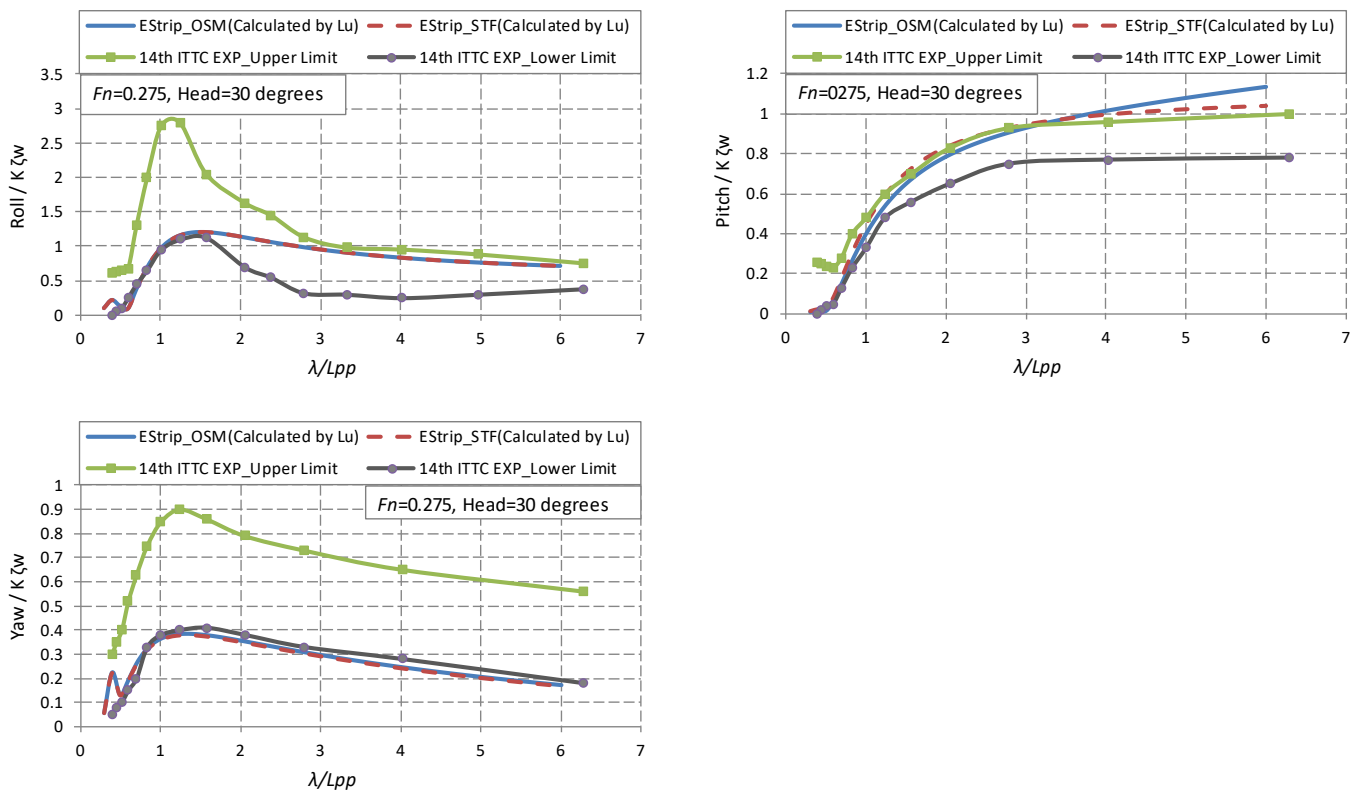 EStrip_OSM(Calculated by Lu) EStrip_STF(Calculated by Lu)
14th ITTC EXP_Upper Limit 14th ITTC EXP_Lower Limit
Fn=0.275, Head=30 degrees
Roll / K ζw
3.5
3
2.5
2
1.5
1
0.5
0
0 1 2 3 4 5 6 7
λ/Lpp
EStrip_OSM(Calculated by Lu) EStrip_STF(Calculated by Lu)
14th ITTC EXP_Upper Limit 14th ITTC EXP_Lower Limit
Fn=0275, Head=30 degrees
Pitch / K ζw
1.2
1
0.8
0.6
0.4
0.2
0
0 1 2 3 4 5 6 7
λ/Lpp
EStrip_OSM(Calculated by Lu) EStrip_STF(Calculated by Lu)
14th ITTC EXP_Upper Limit 14th ITTC EXP_Lower Limit
Fn=0.275, Head=30 degrees
Yaw / K ζw
1
0.9
0.8
0.7
0.6
0.5
0.4
0.3
0.2
0.1
0
0 1 2 3 4 5 6 7
λ/Lpp